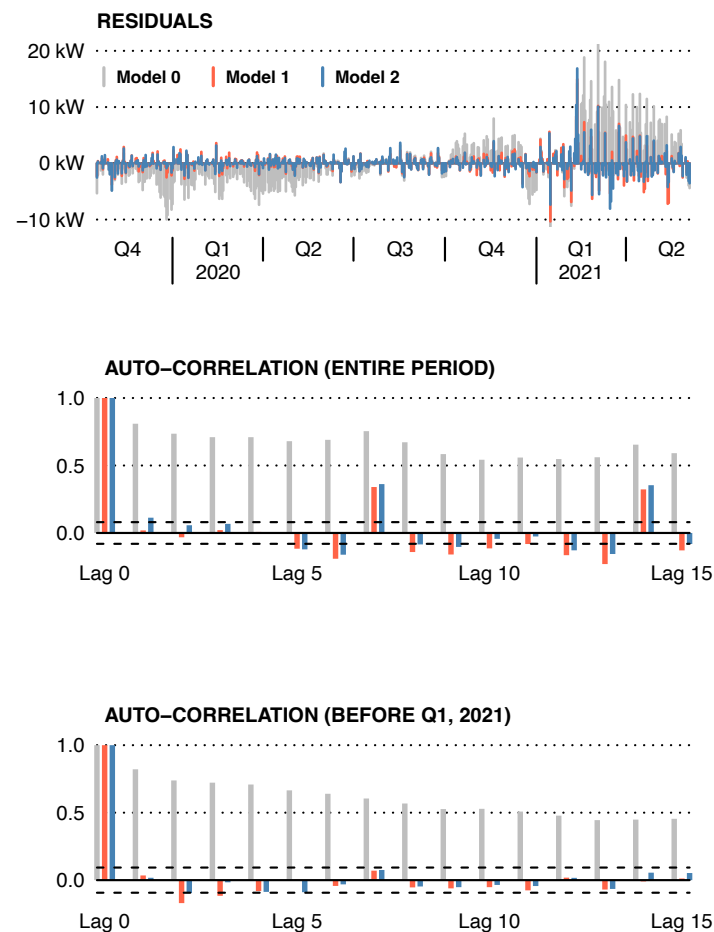 RESIDUALS
20 kW
Model 0 Model 1 Model 2
10 kW
0 kW
−10 kW
Q4 Q1 Q2 Q3 Q4 Q1 Q2
2020 2021
AUTO−CORRELATION (ENTIRE PERIOD)
1.0
0.5
0.0
Lag 0 Lag 5 Lag 10 Lag 15
AUTO−CORRELATION (BEFORE Q1, 2021)
1.0
0.5
0.0
Lag 0 Lag 5 Lag 10 Lag 15